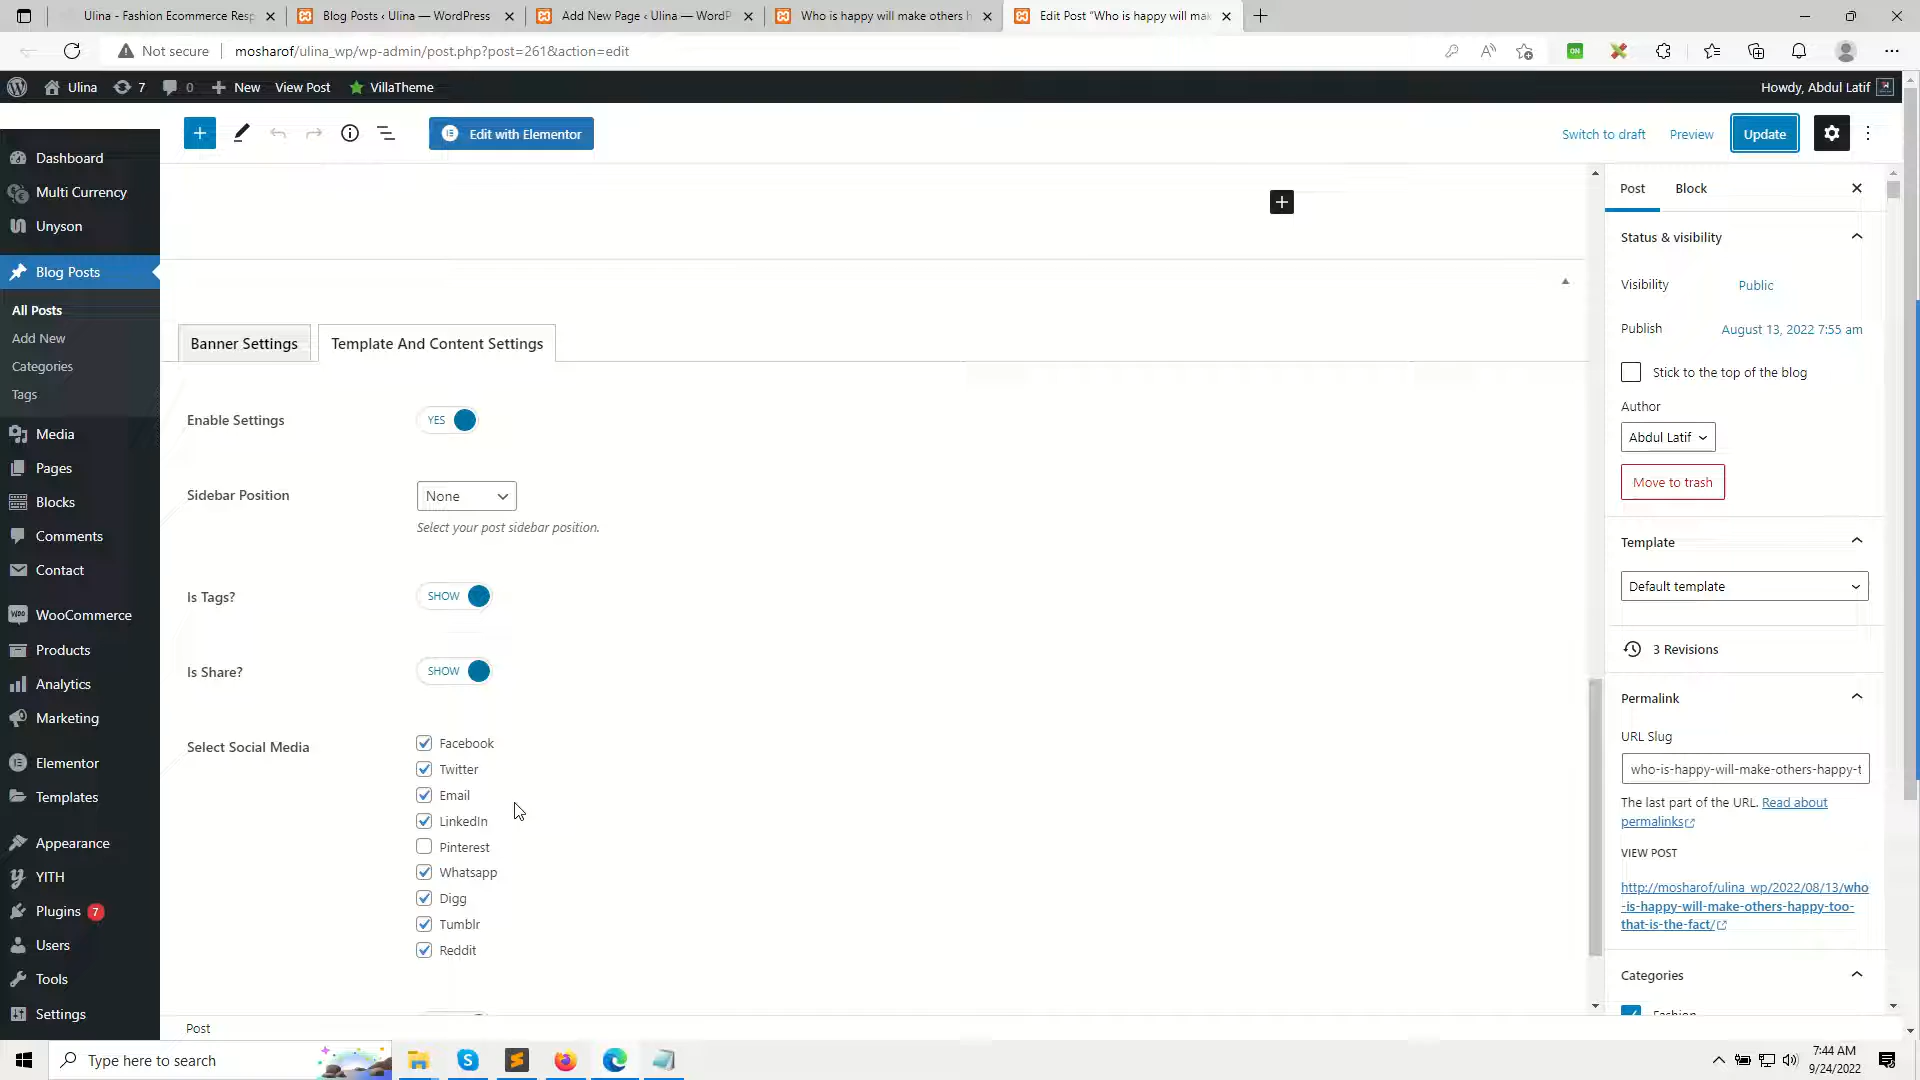 Ulina - Fashion Ecommerce Resp
Blog Posts ‹ Ulina — WordPress
Add New Page ‹ Ulina — WordP
Who is happy will make others h
Edit Post "Who is happy will mak
Not secure
mosharof/ulina_wp/wp-admin/post.php?post=261&action=edit
ON
Ulina
7
0
New
View Post
VillaTheme
Howdy, Abdul Latif
Edit with Elementor
Switch to draft
Preview
Update
Dashboard
Multi Currency
Unyson
Blog Posts
All Posts
Add New
Categories
Tags
Media
Pages
Blocks
Comments
Contact
WooCommerce
Products
Analytics
Marketing
Elementor
Templates
Appearance
YITH
Plugins 7
Users
Tools
Settings
Banner Settings
Template And Content Settings
Enable Settings
YES
Sidebar Position
None
Select your post sidebar position.
Is Tags?
SHOW
Is Share?
SHOW
Select Social Media
Facebook
Twitter
Email
LinkedIn
Pinterest
Whatsapp
Digg
Tumblr
Reddit
Post
Post
Block
Status & visibility
Visibility
Public
Publish
August 13, 2022 7:55 am
Stick to the top of the blog
Author
Abdul Latif
Move to trash
Template
Default template
3 Revisions
Permalink
URL Slug
who-is-happy-will-make-others-happy-t
The last part of the URL. Read about
permalinks
VIEW POST
http://mosharof/ulina_wp/2022/08/13/who
-is-happy-will-make-others-happy-too-
that-is-the-fact/
Categories
Fashion
Type here to search
7:44 AM
9/24/2022